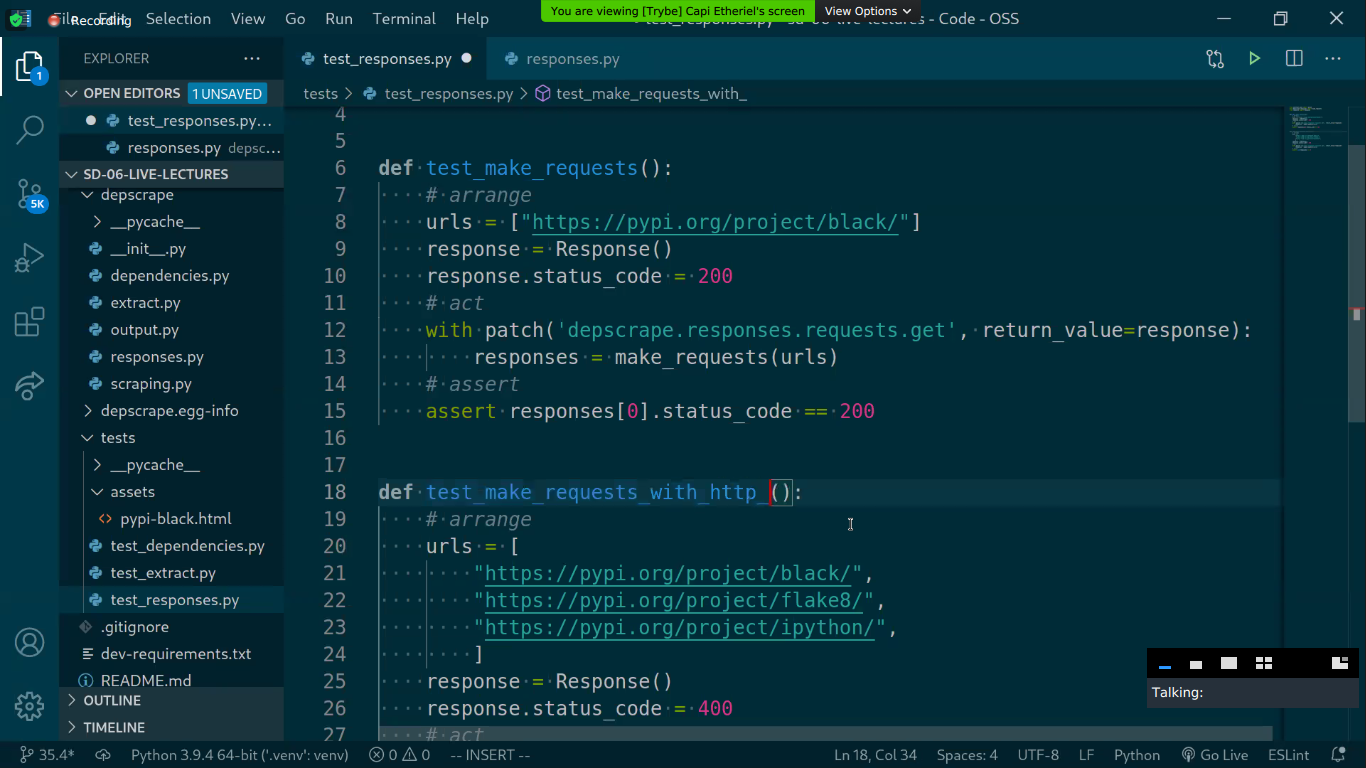 File Edit Selection View Go Run Terminal Help
Recording
You are viewing [Trybe] Capi Etheriel's screen
View Options
test_responses.py - sd-06-live-lectures - Code - OSS
EXPLORER
OPEN EDITORS 1 UNSAVED
test_responses.py...
responses.py depsc...
SD-06-LIVE-LECTURES
depscrape
__pycache__
__init__.py
dependencies.py
extract.py
output.py
responses.py
scraping.py
depscrape.egg-info
tests
__pycache__
assets
pypi-black.html
test_dependencies.py
test_extract.py
test_responses.py
.gitignore
dev-requirements.txt
README.md
OUTLINE
TIMELINE
1
5K
test_responses.py
responses.py
tests > test_responses.py > test_make_requests_with_
4
5
6 def test_make_requests():
7 # arrange
8 urls = ["https://pypi.org/project/black/"]
9 response = Response()
10 response.status_code = 200
11 # act
12 with patch('depscrape.responses.requests.get', return_value=response):
13 responses = make_requests(urls)
14 # assert
15 assert responses[0].status_code == 200
16
17
18 def test_make_requests_with_http_():
19 # arrange
20 urls = [
21 "https://pypi.org/project/black/",
22 "https://pypi.org/project/flake8/",
23 "https://pypi.org/project/ipython/",
24 ]
25 response = Response()
26 response.status_code = 400
27 # act
Talking:
35.4* Python 3.9.4 64-bit ('.venv': venv) 0 0 -- INSERT -- Ln 18, Col 34 Spaces: 4 UTF-8 LF Python Go Live ESLint